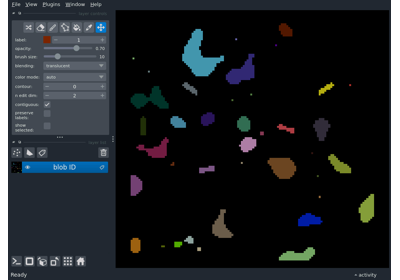 File View Plugins Window Help
label: 1
opacity: 0.70
brush size: 10
blending: translucent
color mode: auto
contour: 0
n edit dim: 2
contiguous:
preserve labels:
show selected:
blob ID
Ready
activity